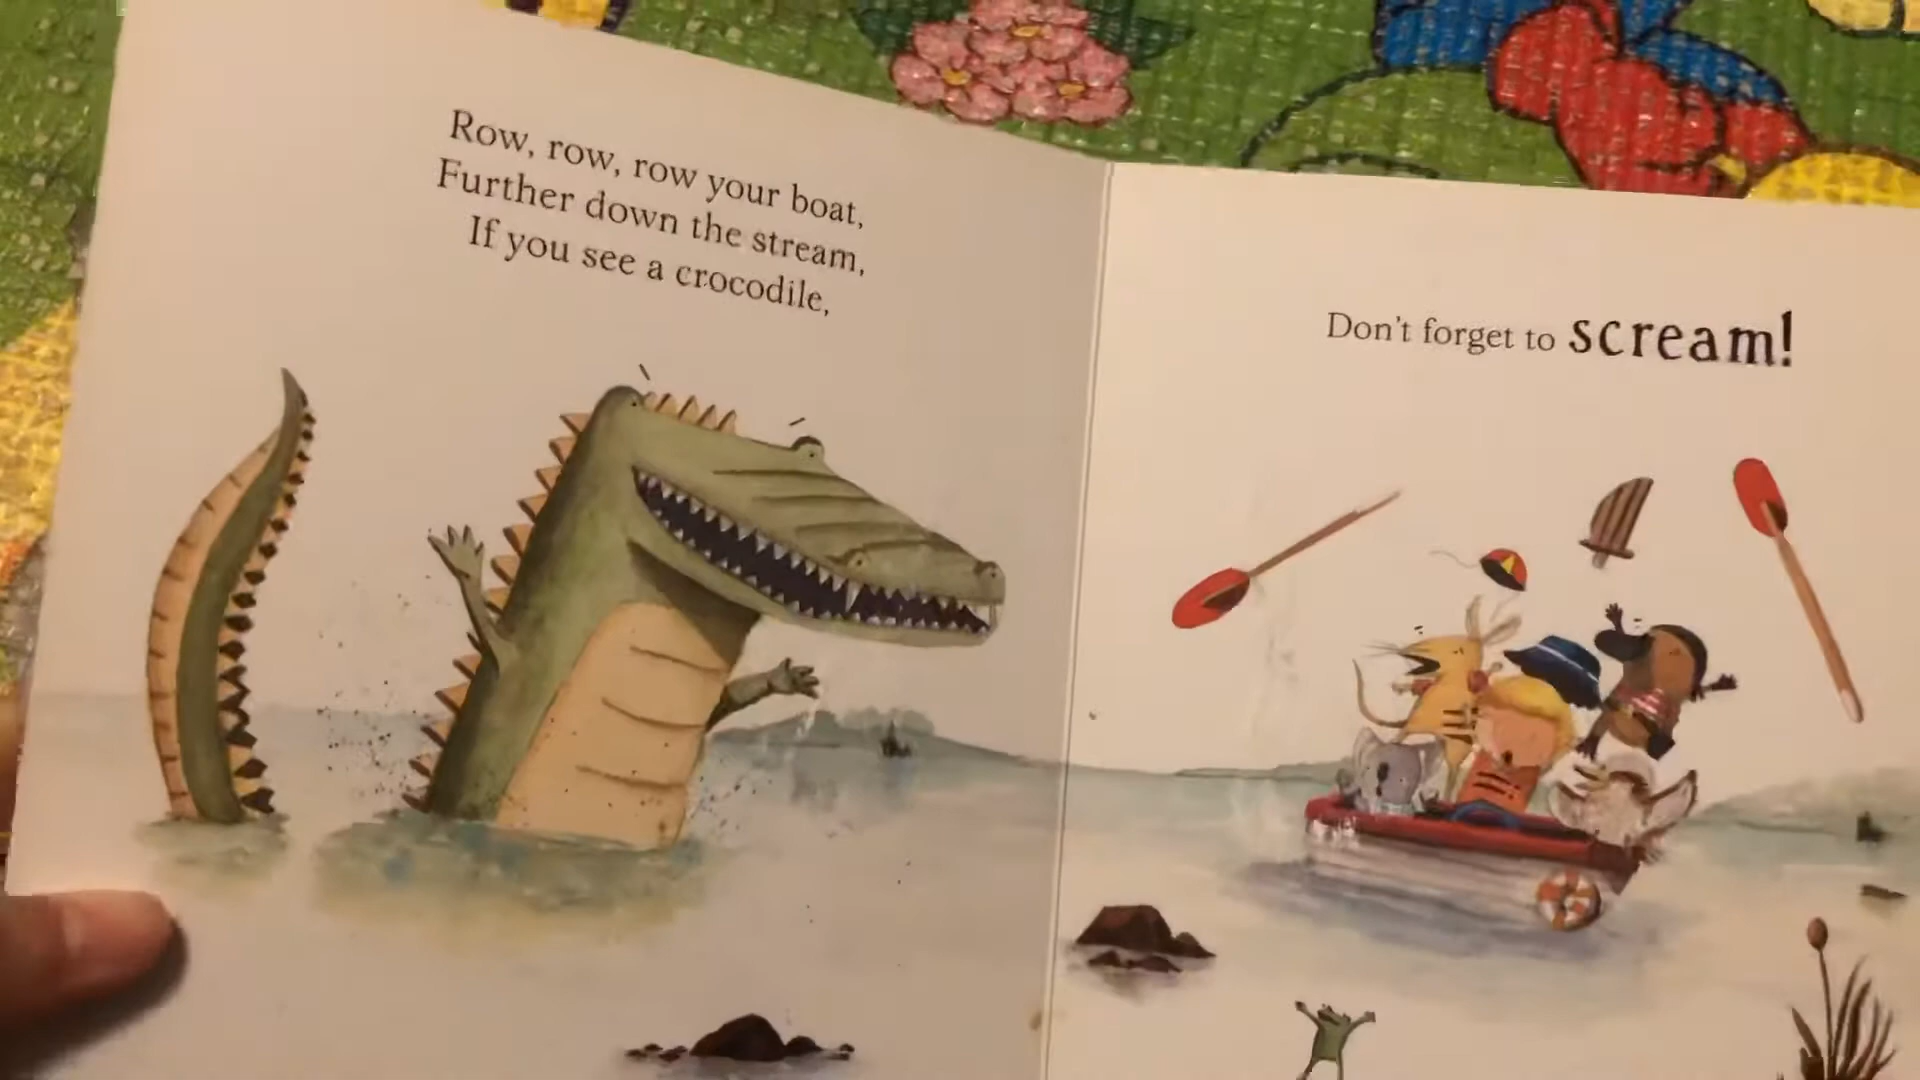 Row, row, row your boat,
Further down the stream,
If you see a crocodile,
Don't forget to scream!